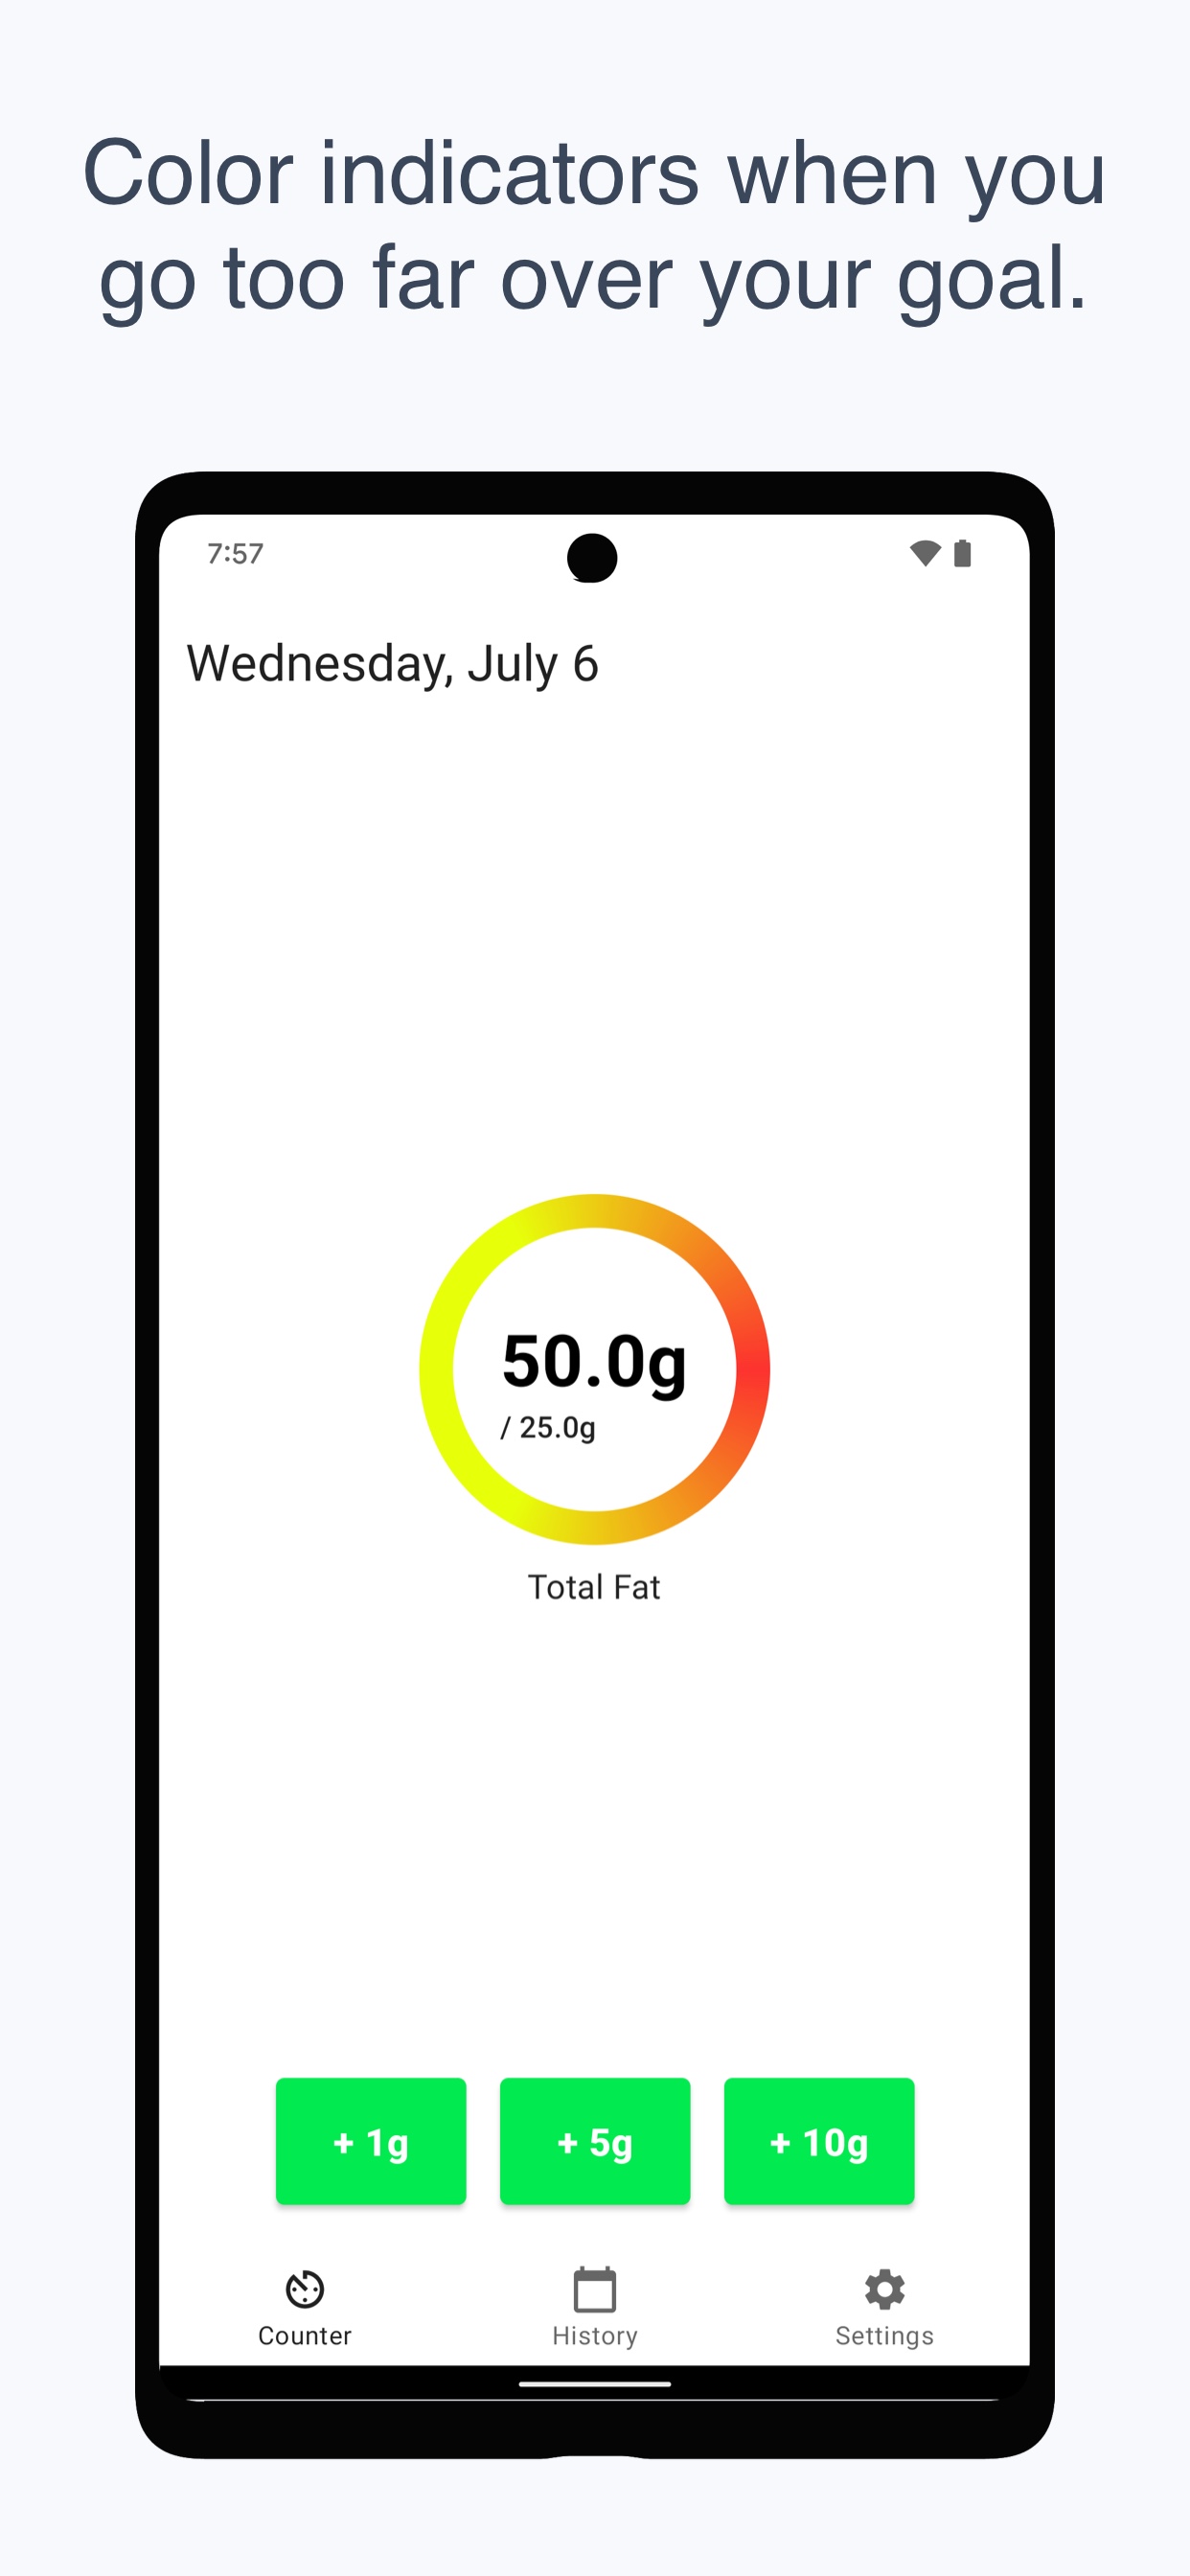 Color indicators when you
go too far over your goal.
7:57
Wednesday, July 6
50.0g
/ 25.0g
Total Fat
+ 1g
+ 5g
+ 10g
Counter
History
Settings